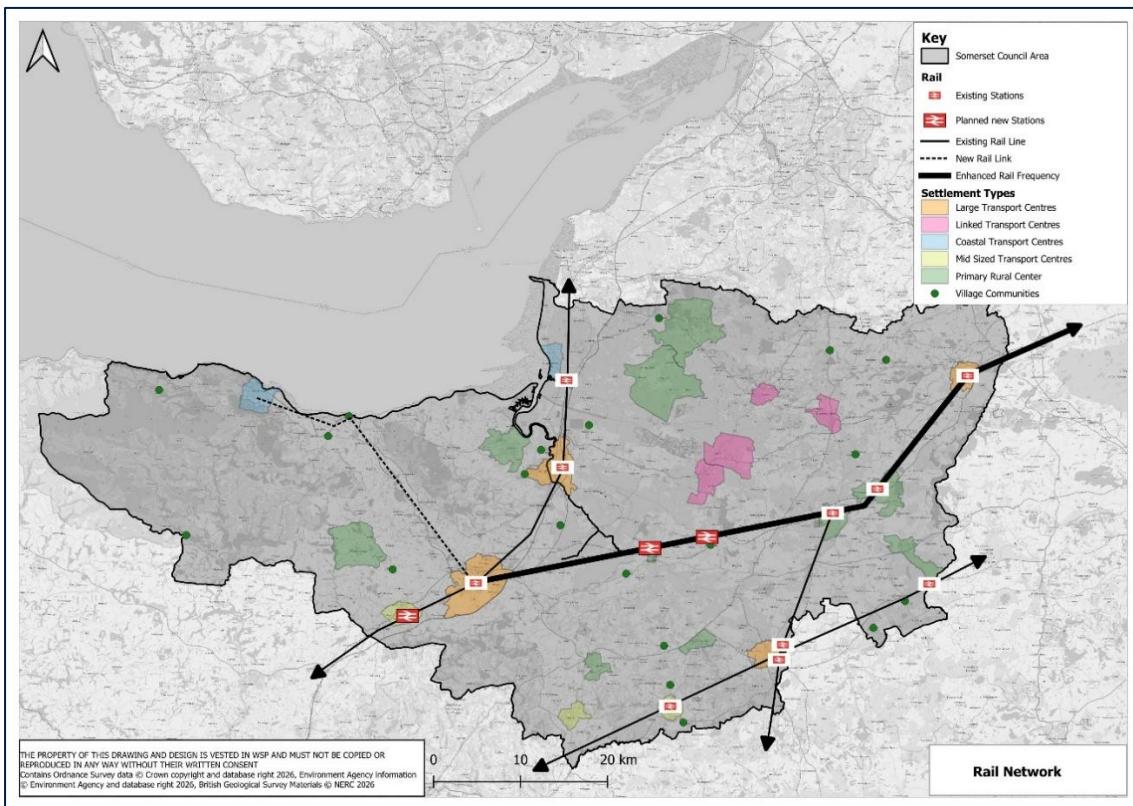 Key
Somerset Council Area
Rail
Existing Stations
Planned new Stations
Existing Rail Line
New Rail Link
Enhanced Rail Frequency
Settlement Types
Large Transport Centres
Linked Transport Centres
Coastal Transport Centres
Mid Sized Transport Centres
Primary Rural Center
Village Communities
THE PROPERTY OF THIS DRAWING AND DESIGN IS VESTED IN WSP AND MUST NOT BE COPIED OR
REPRODUCED IN ANY WAY WITHOUT THEIR WRITTEN CONSENT
Contains Ordnance Survey data © Crown copyright and database right 2026, Environment Agency information
© Environment Agency and database right 2026, British Geological Survey Materials © NERC 2026
0 10 20 km
Rail Network